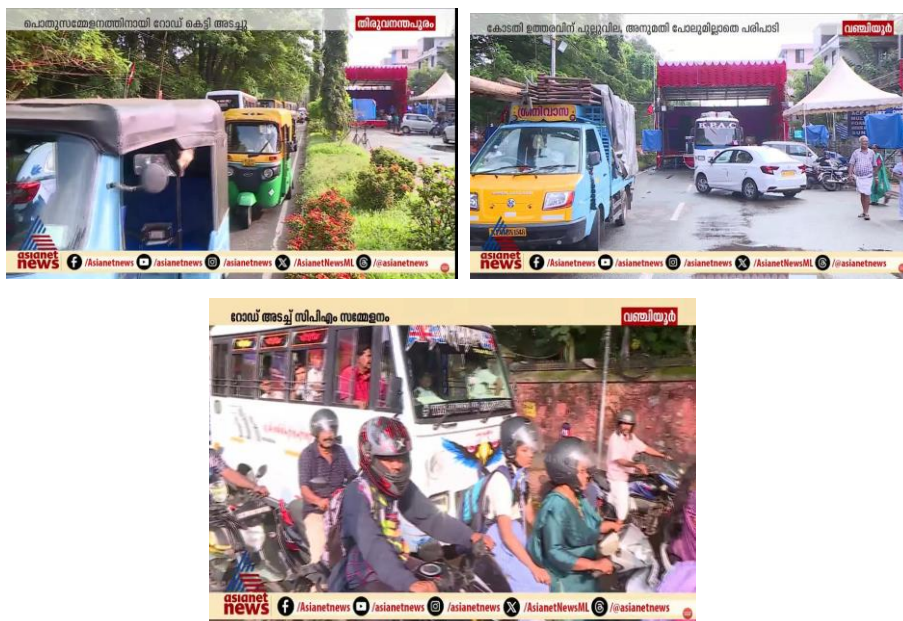 പൊതുസമ്മേളനത്തിനായി റോഡ് കെട്ടി അടച്ചു
തിരുവനന്തപുരം
asianet news /Asianetnews /asianetnews /asianetnews /AsianetNewsML /@asianetnews
കോടതി ഉത്തരവിന് പുല്ലുവില, അനുമതി പോലുമില്ലാതെ പരിപാടി
വഞ്ചിയൂർ
ശ്രീനിവാസ
K.P.A.C
asianet news /Asianetnews /asianetnews /asianetnews /AsianetNewsML /@asianetnews
റോഡ് അടച്ച് സിപിഎം സമ്മേളനം
വഞ്ചിയൂർ
asianet news /Asianetnews /asianetnews /asianetnews /AsianetNewsML /@asianetnews